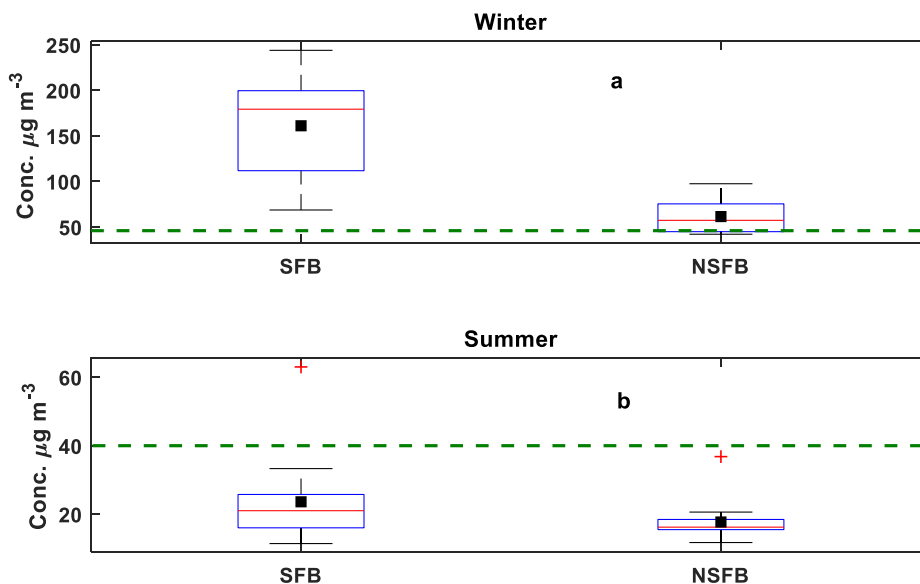 Winter
Conc. μg m-3
250
200
150
100
50
a
SFB
NSFB
Summer
Conc. μg m-3
60
40
20
b
SFB
NSFB